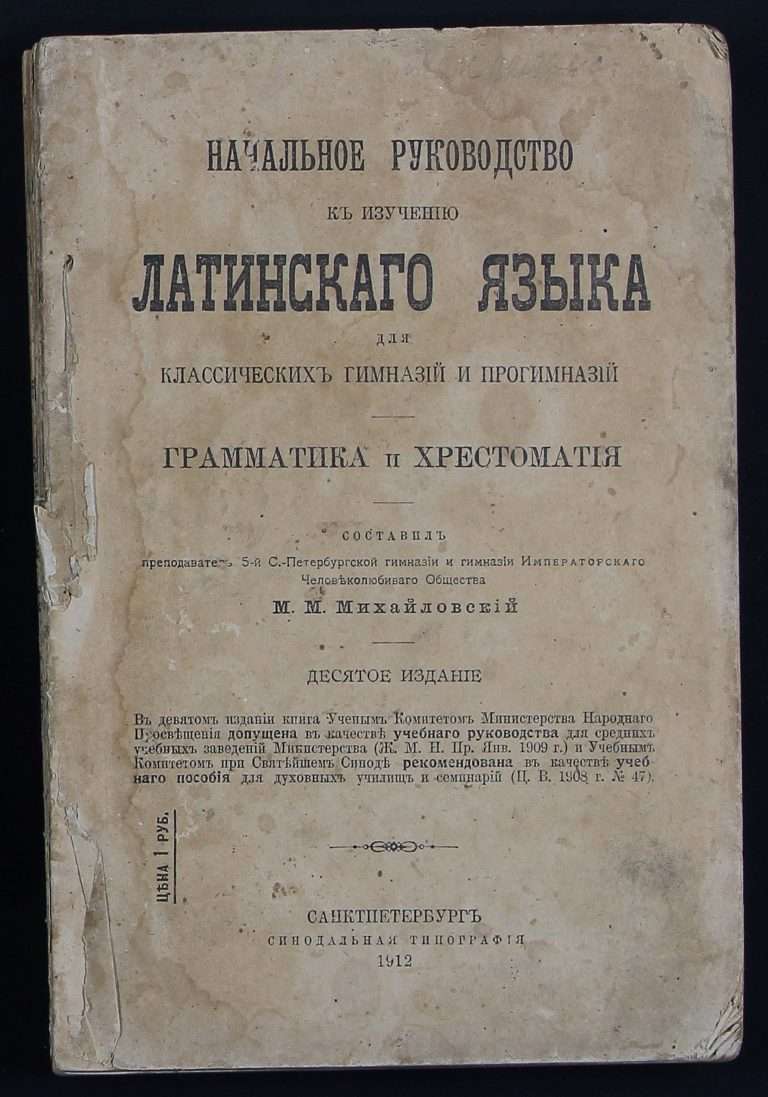 НАЧАЛЬНОЕ РУКОВОДСТВО
КЪ ИЗУЧЕНІЮ
ЛАТИНСКАГО ЯЗЫКА
ДЛЯ
КЛАССИЧЕСКИХЪ ГИМНАЗІЙ И ПРОГИМНАЗІЙ
ГРАММАТИКА и ХРЕСТОМАТІЯ
СОСТАВИЛЪ
преподаватель 5-й С.-Петербургской гимназіи и гимназіи ИМПЕРАТОРСКАГО
Человѣколюбиваго Общества
М. М. Михайловскій
ДЕСЯТОЕ ИЗДАНІЕ
Въ девятомъ изданіи книга Ученымъ Комитетомъ Министерства Народнаго
Просвѣщенія допущена въ качествѣ учебнаго руководства для среднихъ
учебныхъ заведеній Министерства (Ж. М. Н. Пр. Янв. 1909 г.) и Учебнымъ
Комитетомъ при Святѣйшемъ Синодѣ рекомендована въ качествѣ учеб
наго пособія для духовныхъ училищъ и семинарій (Ц. В. 1908 г. № 47).
ЦѢНА 1 РУБ.
САНКТПЕТЕРБУРГЪ
СИНОДАЛЬНАЯ ТИПОГРАФІЯ
1912